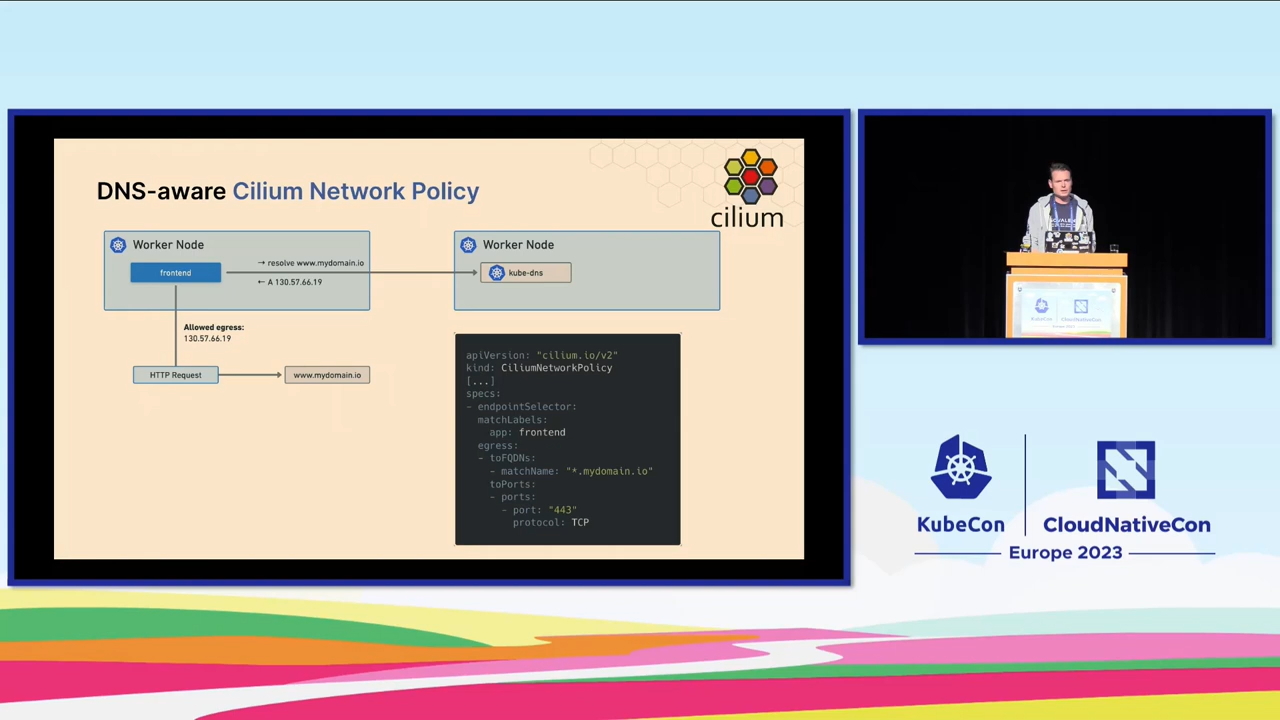 DNS-aware Cilium Network Policy
cilium
Worker Node
frontend
→ resolve www.mydomain.io
← A 130.57.66.19
Worker Node
kube-dns
Allowed egress:
130.57.66.19
HTTP Request
www.mydomain.io
apiVersion: "cilium.io/v2"
kind: CiliumNetworkPolicy
[...]
specs:
- endpointSelector:
matchLabels:
app: frontend
egress:
- toFQDNs:
- matchName: "*.mydomain.io"
toPorts:
- ports:
- port: "443"
protocol: TCP
KubeCon
CloudNativeCon
Europe 2023